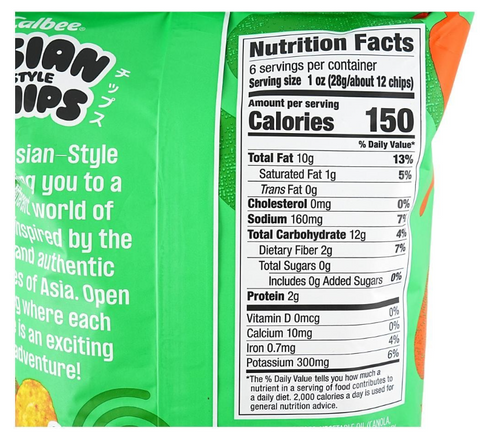 Calbee
SIAN
STYLE
HIPS
チップス
sian-Style
you to a
world of
nspired by the
and authentic
es of Asia. Open
where each
is an exciting
adventure!
Nutrition Facts
6 servings per container
Serving size 1 oz (28g/about 12 chips)
Amount per serving
Calories 150
% Daily Value*
Total Fat 10g 13%
Saturated Fat 1g 5%
Trans Fat 0g
Cholesterol 0mg 0%
Sodium 160mg 7%
Total Carbohydrate 12g 4%
Dietary Fiber 2g 7%
Total Sugars 0g
Includes 0g Added Sugars 0%
Protein 2g
Vitamin D 0mcg 0%
Calcium 10mg 0%
Iron 0.7mg 4%
Potassium 300mg 6%
*The % Daily Value tells you how much a
nutrient in a serving of food contributes to
a daily diet. 2,000 calories a day is used for
general nutrition advice.